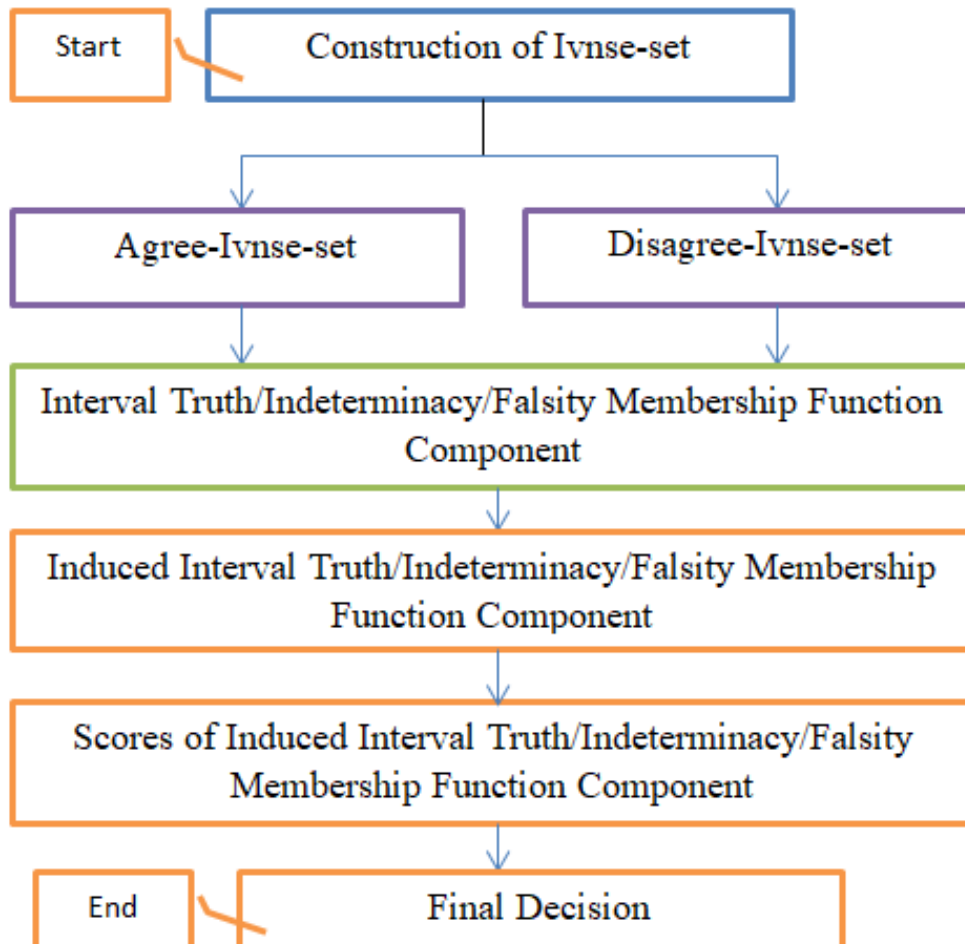 Start
Construction of Ivnse-set
Agree-Ivnse-set
Disagree-Ivnse-set
Interval Truth/Indeterminacy/Falsity Membership Function
Component
Induced Interval Truth/Indeterminacy/Falsity Membership
Function Component
Scores of Induced Interval Truth/Indeterminacy/Falsity
Membership Function Component
End
Final Decision